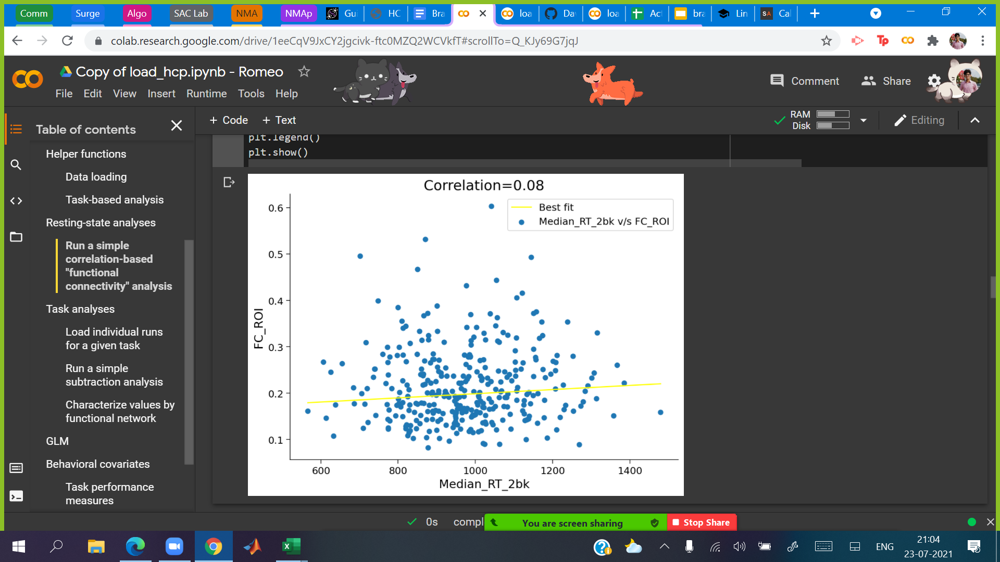 Comm
Surge
Algo
SAC Lab
NMA
NMAp
Gui
HC
Bra
loa
Da
loa
Act
bra
Lin
Cal
colab.research.google.com/drive/1eeCqV9JxCY2jgcivk-ftc0MZQ2WCVkfT#scrollTo=Q_KJy69G7jqJ
Tp
Copy of load_hcp.ipynb - Romeo
File Edit View Insert Runtime Tools Help
Comment
Share
+ Code + Text
RAM
Disk
Editing
Table of contents
Helper functions
Data loading
Task-based analysis
Resting-state analyses
Run a simple
correlation-based
"functional
connectivity" analysis
Task analyses
Load individual runs
for a given task
Run a simple
subtraction analysis
Characterize values by
functional network
GLM
Behavioral covariates
Task performance
measures
plt.legend()
plt.show()
Correlation=0.08
Best fit
Median_RT_2bk v/s FC_ROI
FC_ROI
0.6
0.5
0.4
0.3
0.2
0.1
600 800 1000 1200 1400
Median_RT_2bk
0s compl
You are screen sharing
Stop Share
ENG
21:04
23-07-2021